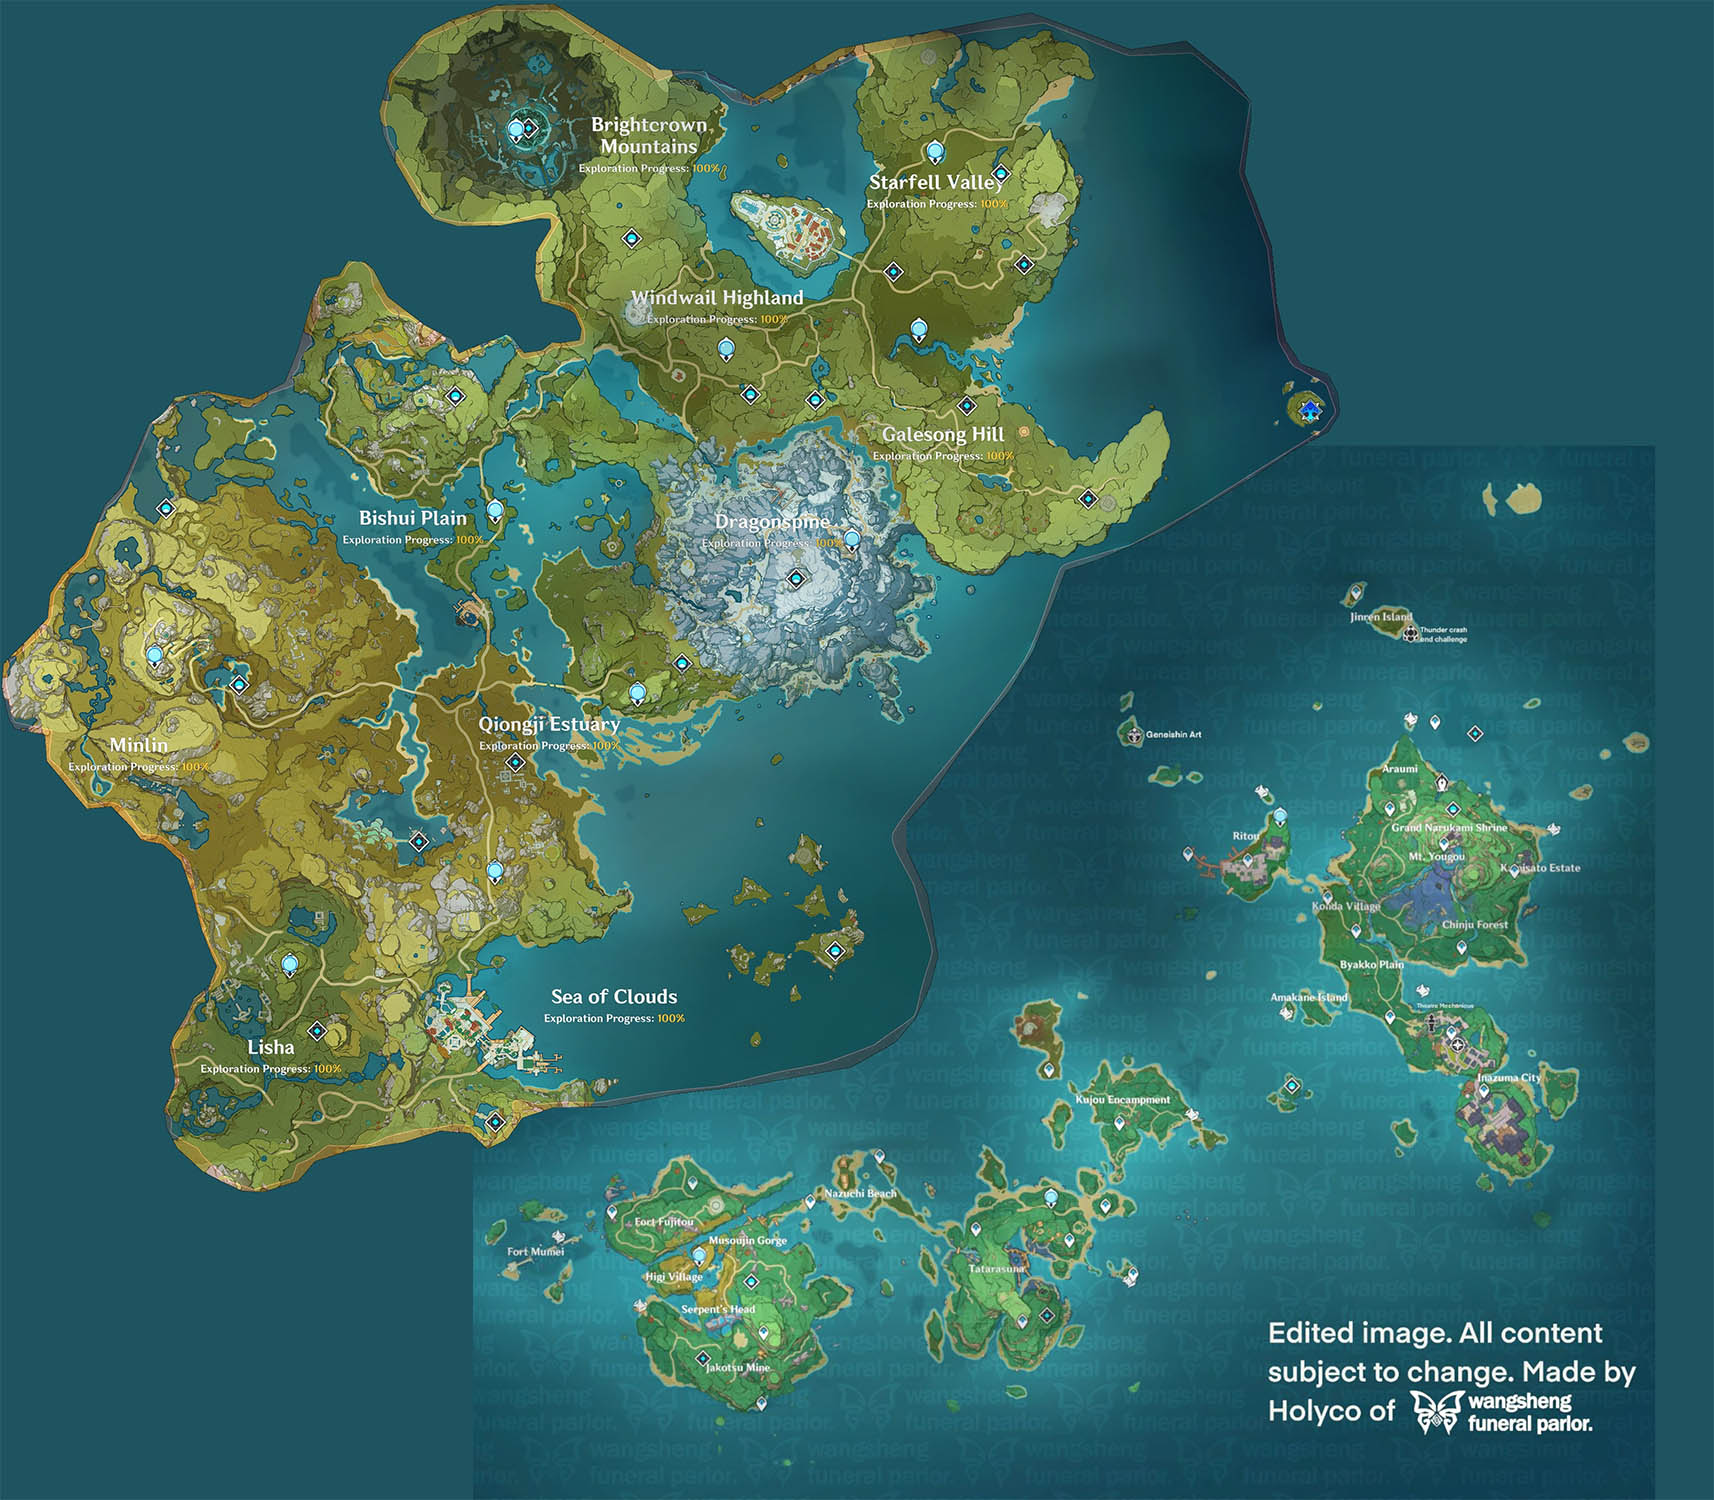 Brightcrown
Mountains
Exploration Progress: 100%
Starfell Valley
Exploration Progress: 100%
Windwail Highland
Exploration Progress: 100%
Galesong Hill
Exploration Progress: 100%
Bishui Plain
Exploration Progress: 100%
Dragonspine
Exploration Progress: 100%
Jinren Island
Thunder crash
end challenge
Qiongji Estuary
Exploration Progress: 100%
Minlin
Exploration Progress: 100%
Geneishin Art
Araumi
Grand Narukami Shrine
Ritou
Mt. Yougou
Kamisato Estate
Konda Village
Chinju Forest
Byakko Plain
Sea of Clouds
Exploration Progress: 100%
Amakane Island
Theatre Mechanicus
Lisha
Exploration Progress: 100%
Inazuma City
Kujou Encampment
Nazuchi Beach
Fort Fujitou
Musoujin Gorge
Fort Mumei
Higi Village
Tatarasuna
Serpent's Head
Jakotsu Mine
Edited image. All content
subject to change. Made by
Holyco of wangsheng
funeral parlor.